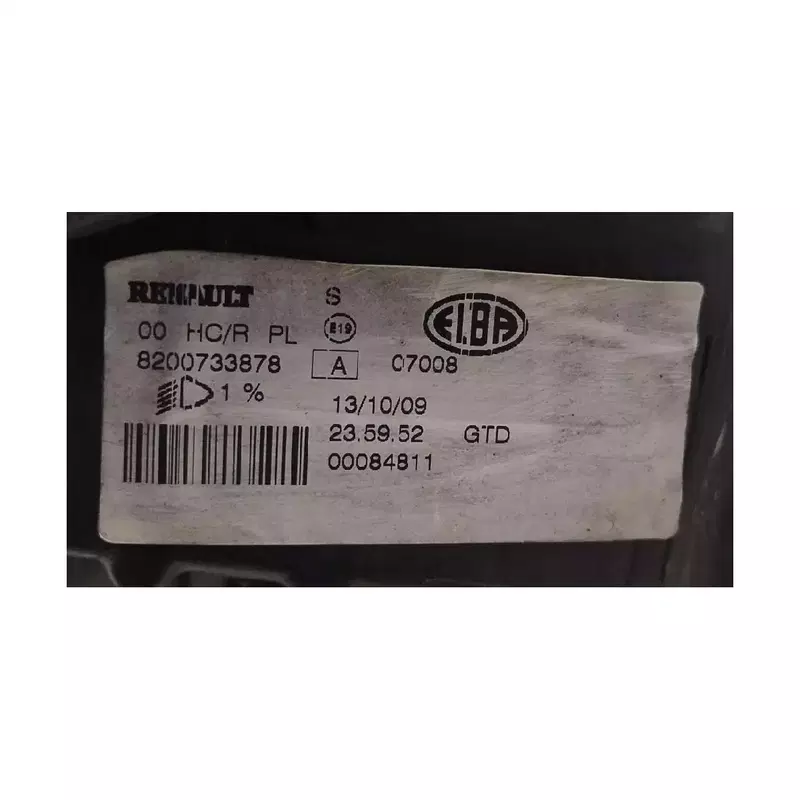 RENAULT S ELBA
00 HC/R PL E19
8200733878 A 07008
1 % 13/10/09
23.59.52 GTD
00084811